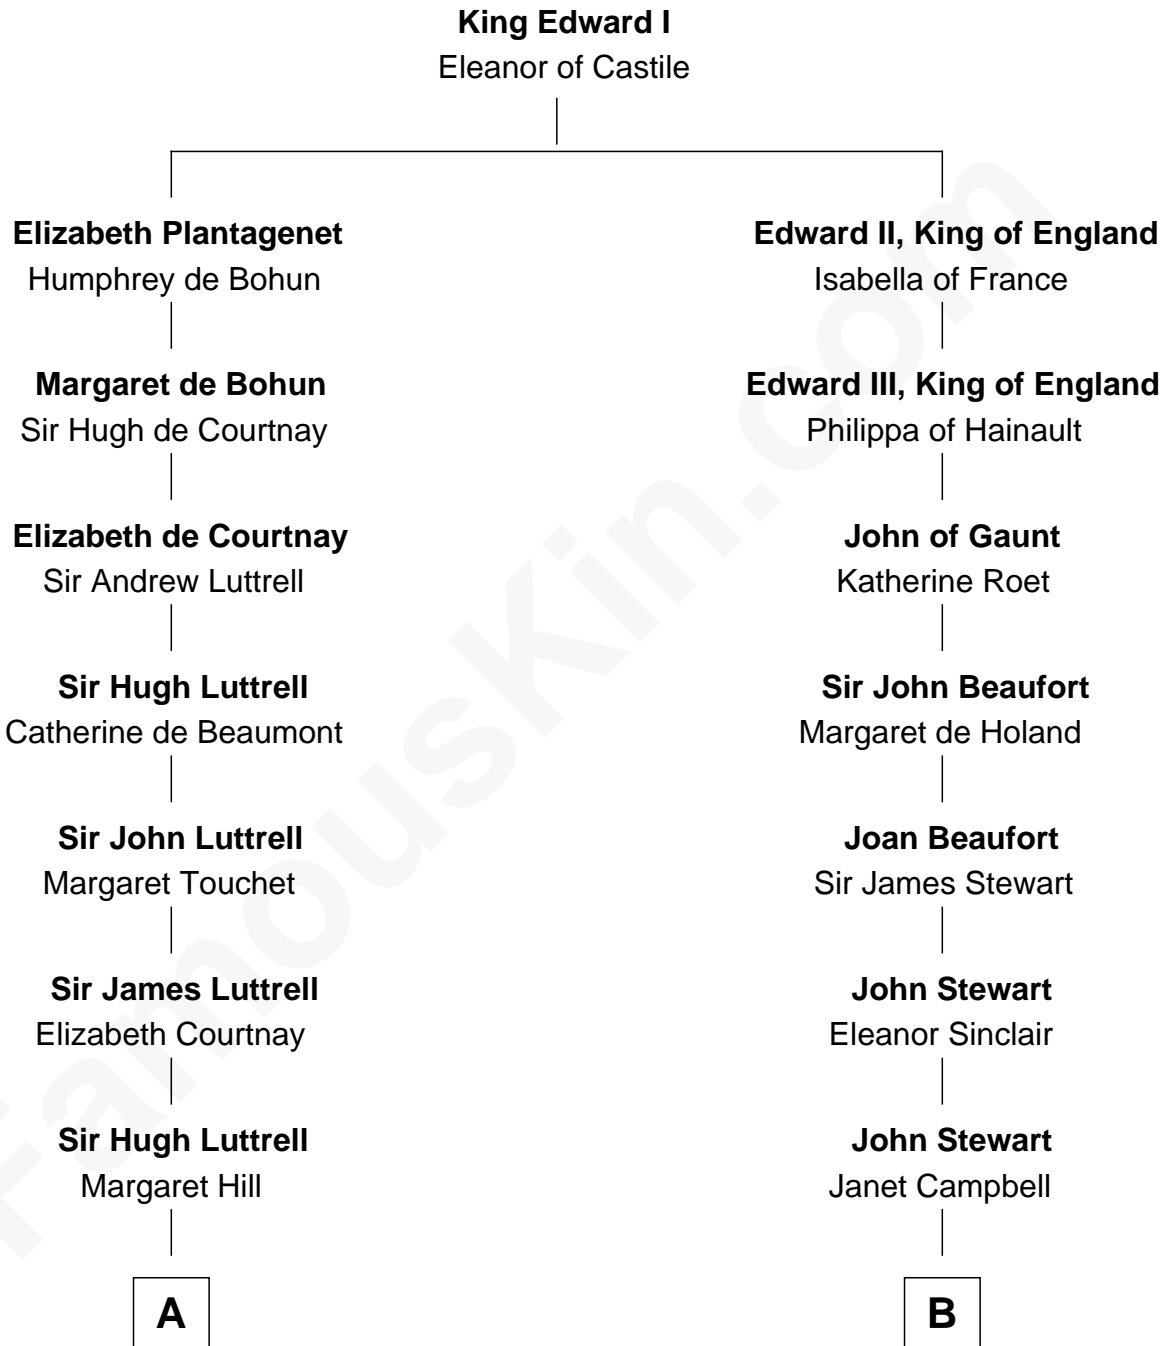 King Edward I
Eleanor of Castile
Elizabeth Plantagenet
Humphrey de Bohun
Margaret de Bohun
Sir Hugh de Courtnay
Elizabeth de Courtnay
Sir Andrew Luttrell
Sir Hugh Luttrell
Catherine de Beaumont
Sir John Luttrell
Margaret Touchet
Sir James Luttrell
Elizabeth Courtnay
Sir Hugh Luttrell
Margaret Hill
A
Edward II, King of England
Isabella of France
Edward III, King of England
Philippa of Hainault
John of Gaunt
Katherine Roet
Sir John Beaufort
Margaret de Holand
Joan Beaufort
Sir James Stewart
John Stewart
Eleanor Sinclair
John Stewart
Janet Campbell
B
FamousKin.com